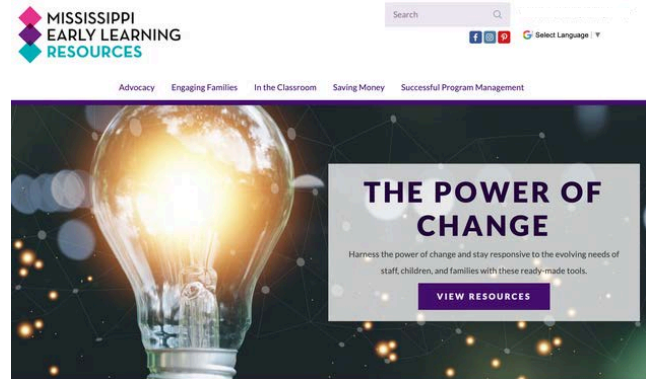 MISSISSIPPI
EARLY LEARNING
RESOURCES
Search
Select Language ▼
Advocacy Engaging Families In the Classroom Saving Money Successful Program Management
THE POWER OF
CHANGE
Harness the power of change and stay responsive to the evolving needs of
staff, children, and families with these ready-made tools.
VIEW RESOURCES